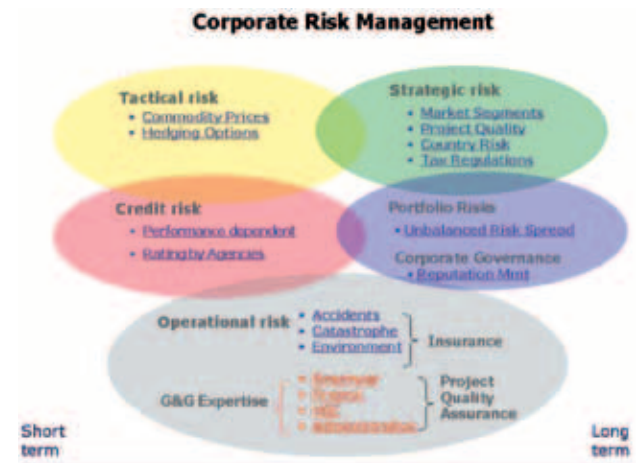 Corporate Risk Management
Tactical risk
• Commodity Prices
• Hedging Options
Strategic risk
• Market Segments
• Project Quality
• Country Risk
• Tax Regulations
Credit risk
• Performance dependent
• Rating by Agencies
Portfolio Risks
• Unbalanced Risk Spread
Corporate Governance
• Reputation Mmt
Operational risk
• Accidents
• Catastrophe
• Environment
Insurance
G&G Expertise
Project
Quality
Assurance
Short
term
Long
term